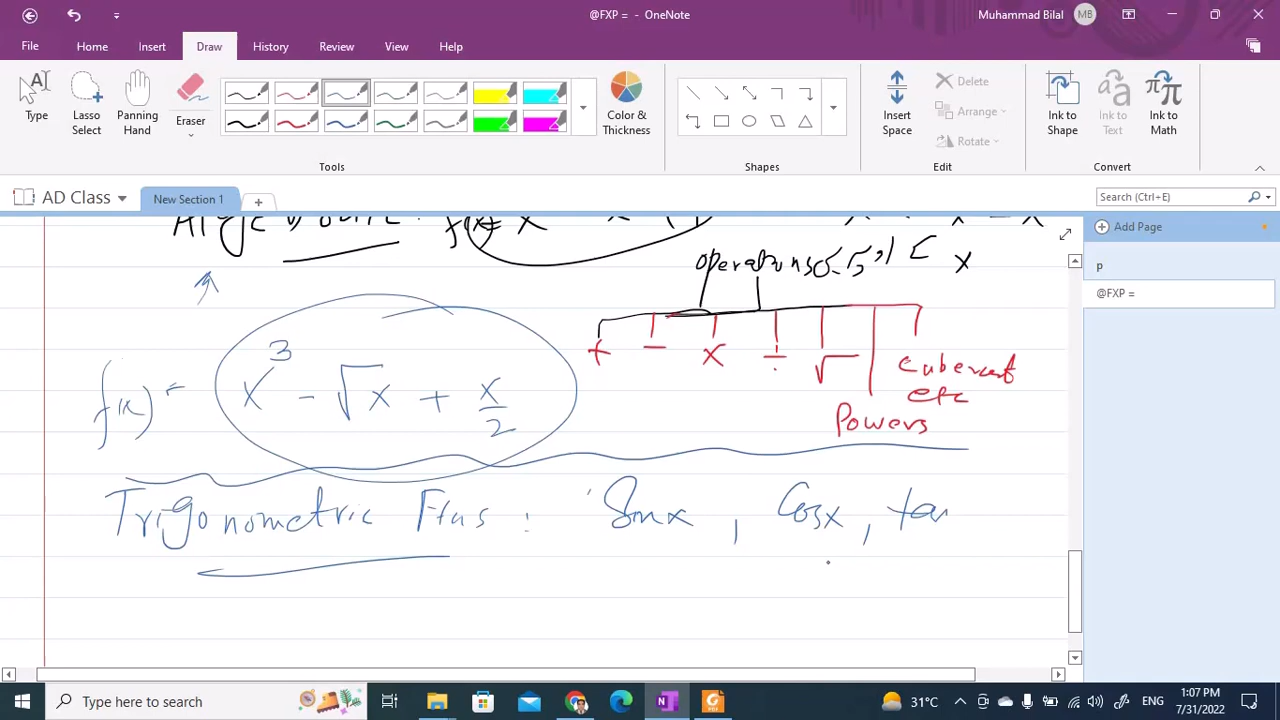 @FXP = - OneNote
Muhammad Bilal MB
File Home Insert Draw History Review View Help
Type
Lasso Select
Panning Hand
Eraser
Color & Thickness
Insert Space
Delete
Arrange
Rotate
Ink to Shape
Ink to Text
Ink to Math
Tools Shapes Edit Convert
AD Class New Section 1 +
Search (Ctrl+E)
Add Page
p
@FXP =
operations
x
+ − × ÷ √
Cuberoot
etc
Powers
f(x) = x³ - √x + x/2
Trigonometric Ftns : Sinx , Cosx , tan
Type here to search
31°C
ENG
1:07 PM
7/31/2022